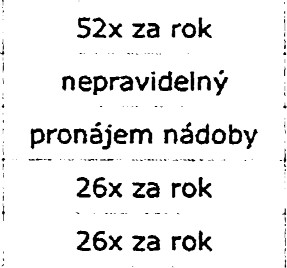 52x za rok
nepravidelný
pronájem nádoby
26x za rok
26x za rok